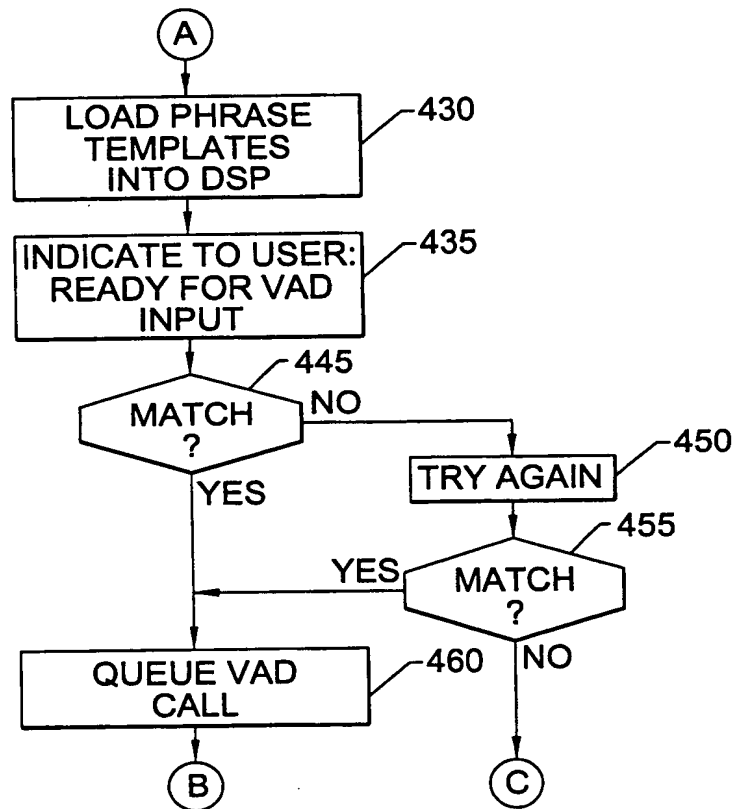 A
LOAD PHRASE
TEMPLATES
INTO DSP
430
INDICATE TO USER:
READY FOR VAD
INPUT
435
445
MATCH
?
NO
YES
TRY AGAIN
450
455
MATCH
?
YES
NO
QUEUE VAD
CALL
460
B
C